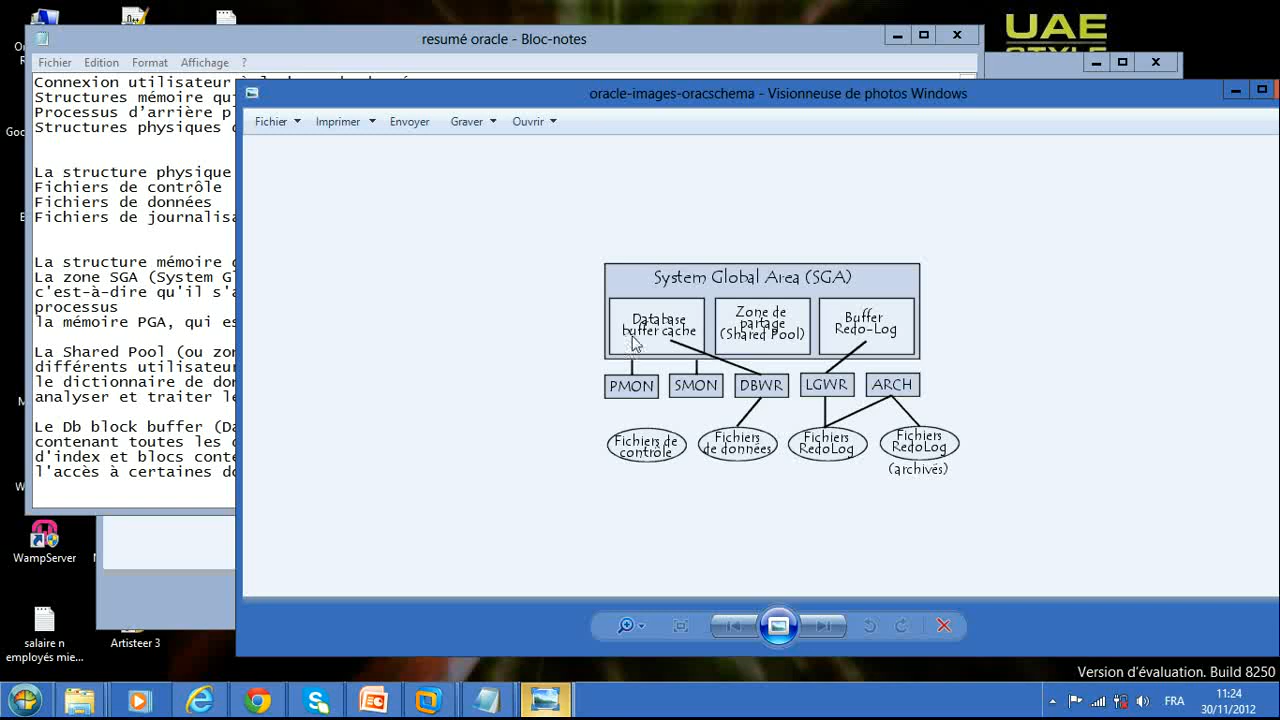 UAE
resumé oracle - Bloc-notes
Fichier Edition Format Affichage ?
Connexion utilisateur
Structures mémoire qu
Processus d'arrière p
Structures physiques
La structure physique
Fichiers de contrôle
Fichiers de données
Fichiers de journalis
La structure mémoire
La zone SGA (System G
c'est-à-dire qu'il s'
processus
la mémoire PGA, qui es
La Shared Pool (ou zon
différents utilisateur
le dictionnaire de do
analyser et traiter le
Le Db block buffer (Da
contenant toutes les
d'index et blocs conte
l'accès à certaines do
oracle-images-oracschema - Visionneuse de photos Windows
Fichier Imprimer Envoyer Graver Ouvrir
System Global Area (SGA)
Database
buffer cache
Zone de
partage
(Shared Pool)
Buffer
Redo-Log
PMON SMON DBWR LGWR ARCH
Fichiers de
contrôle
Fichiers
de données
Fichiers
RedoLog
Fichiers
RedoLog
(archivés)
WampServer
salaire n
employés mie...
Artisteer 3
Version d'évaluation. Build 8250
FRA
11:24
30/11/2012